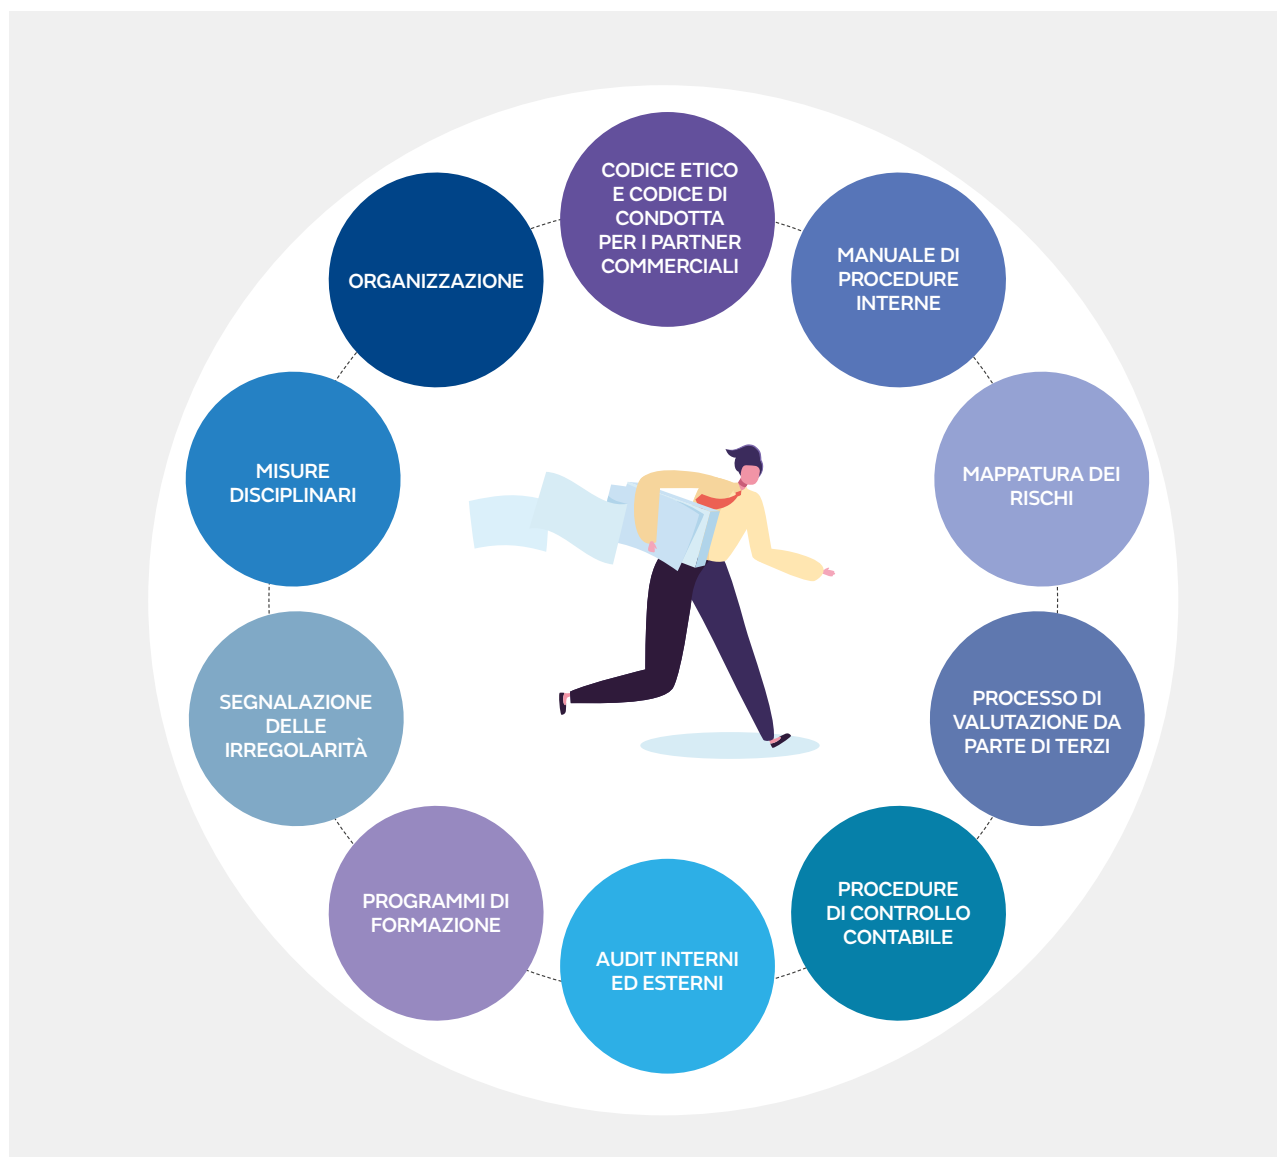 CODICE ETICO
E CODICE DI
CONDOTTA
PER I PARTNER
COMMERCIALI
MANUALE DI
PROCEDURE
INTERNE
MAPPATURA DEI
RISCHI
PROCESSO DI
VALUTAZIONE DA
PARTE DI TERZI
PROCEDURE
DI CONTROLLO
CONTABILE
AUDIT INTERNI
ED ESTERNI
PROGRAMMI DI
FORMAZIONE
SEGNALAZIONE
DELLE
IRREGOLARITÀ
MISURE
DISCIPLINARI
ORGANIZZAZIONE